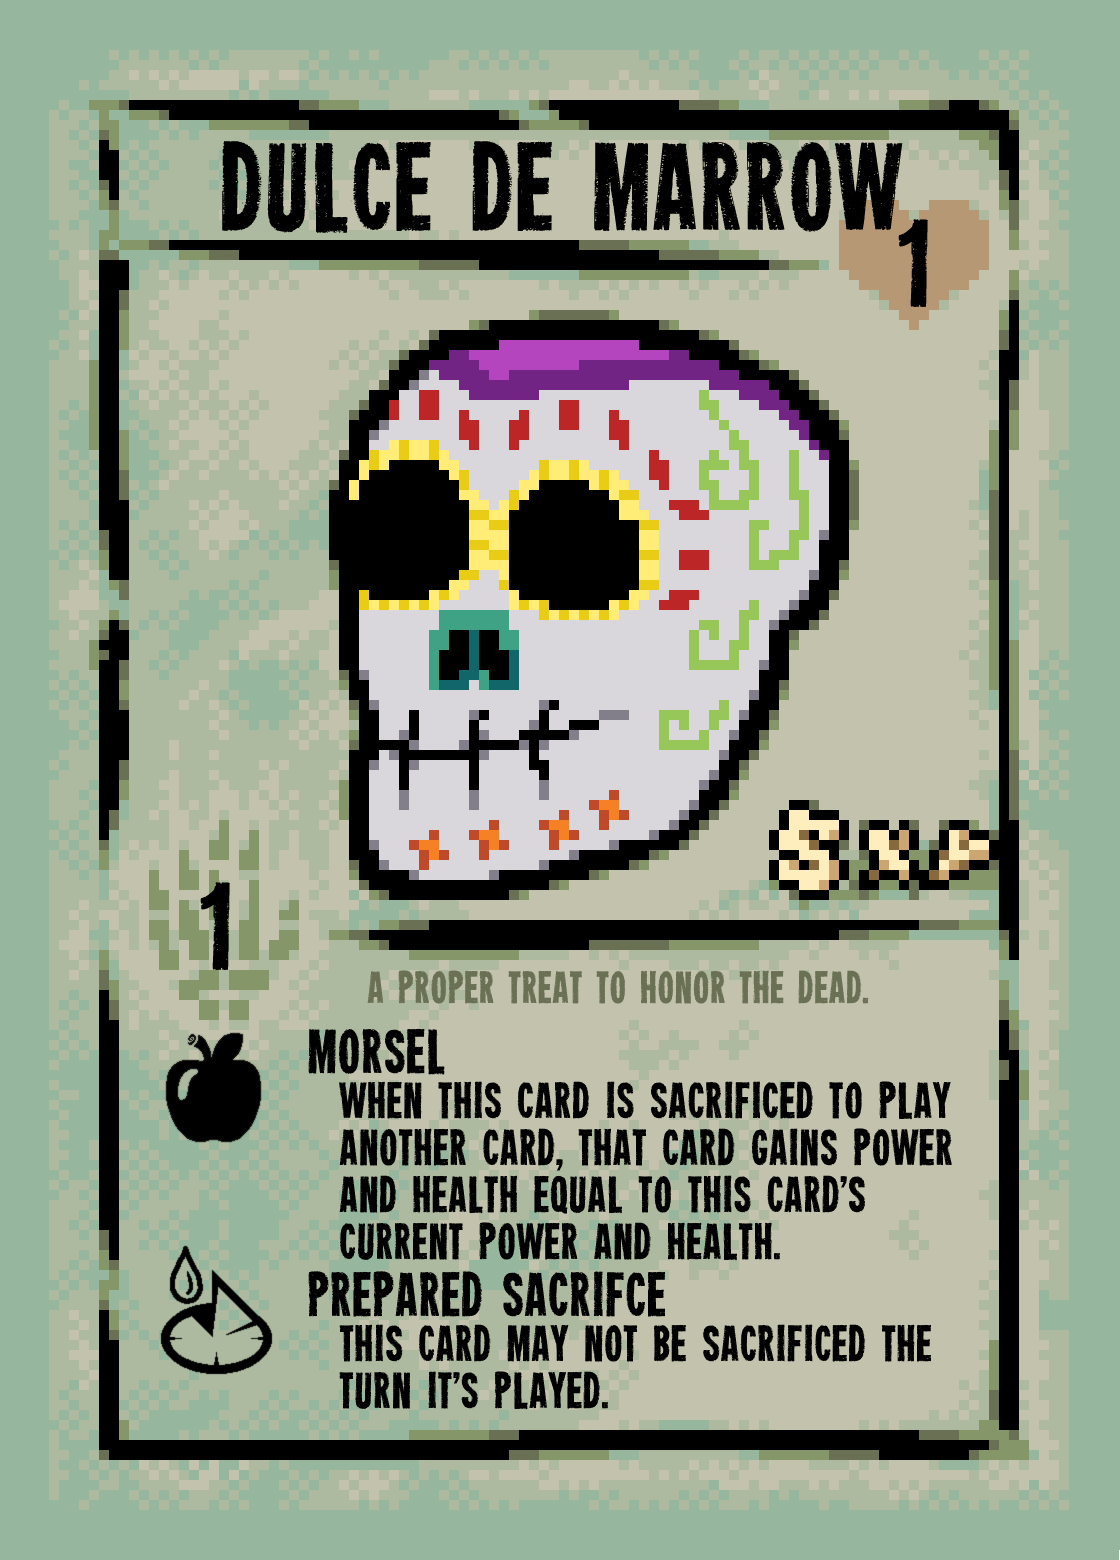 DULCE DE MARROW
1
5 X
1
A PROPER TREAT TO HONOR THE DEAD.
MORSEL
WHEN THIS CARD IS SACRIFICED TO PLAY
ANOTHER CARD, THAT CARD GAINS POWER
AND HEALTH EQUAL TO THIS CARD'S
CURRENT POWER AND HEALTH.
PREPARED SACRIFCE
THIS CARD MAY NOT BE SACRIFICED THE
TURN IT'S PLAYED.